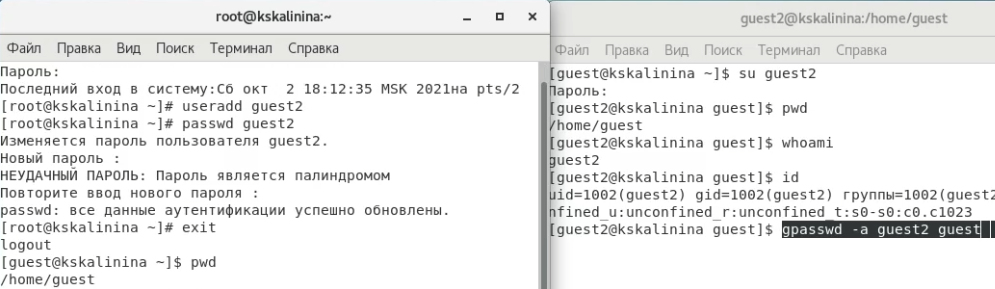 root@kskalinina:~
Файл Правка Вид Поиск Терминал Справка
Пароль:
Последний вход в систему:Сб окт  2 18:12:35 MSK 2021на pts/2
[root@kskalinina ~]# useradd guest2
[root@kskalinina ~]# passwd guest2
Изменяется пароль пользователя guest2.
Новый пароль :
НЕУДАЧНЫЙ ПАРОЛЬ: Пароль является палиндромом
Повторите ввод нового пароля :
passwd: все данные аутентификации успешно обновлены.
[root@kskalinina ~]# exit
logout
[guest@kskalinina ~]$ pwd
/home/guest
guest2@kskalinina:/home/guest
Файл Правка Вид Поиск Терминал Справка
[guest@kskalinina ~]$ su guest2
Пароль:
[guest2@kskalinina guest]$ pwd
/home/guest
[guest2@kskalinina guest]$ whoami
guest2
[guest2@kskalinina guest]$ id
uid=1002(guest2) gid=1002(guest2) группы=1002(guest2
nfined_u:unconfined_r:unconfined_t:s0-s0:c0.c1023
[guest2@kskalinina guest]$ gpasswd -a guest2 guest